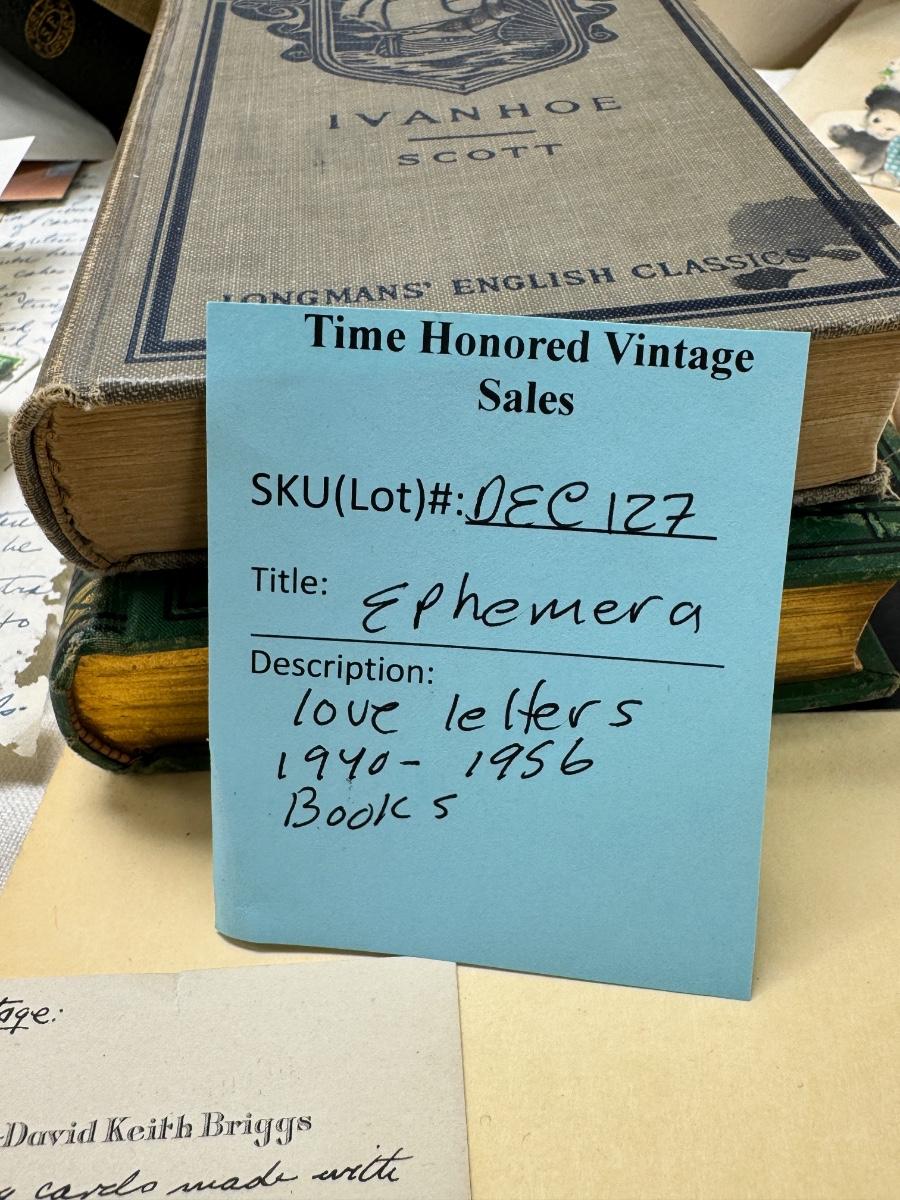 IVANHOE
SCOTT
LONGMANS' ENGLISH CLASSICS
Time Honored Vintage
Sales
SKU(Lot)#: DEC 127
Title: Ephemera
Description:
love letters
1940- 1956
Books
David Keith Briggs
cards made with